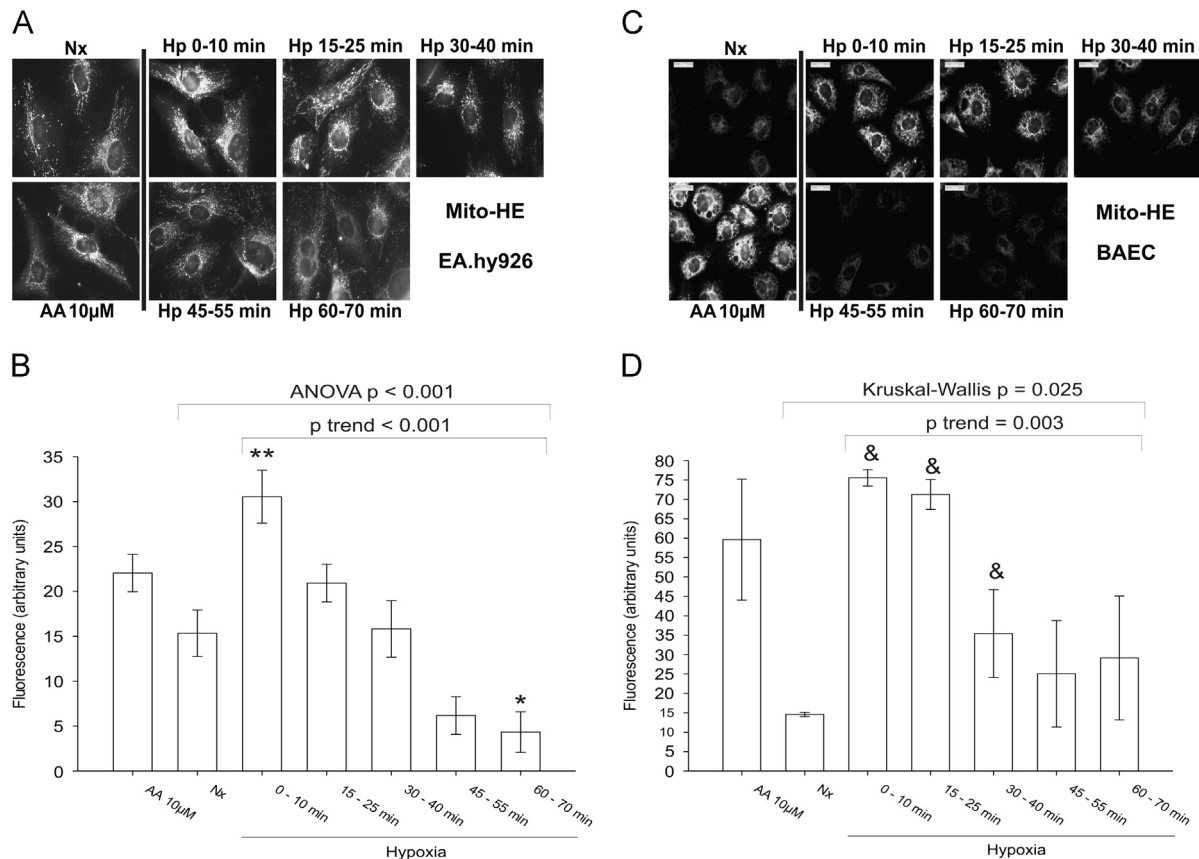 A
Nx
Hp 0-10 min
Hp 15-25 min
Hp 30-40 min
AA 10µM
Hp 45-55 min
Hp 60-70 min
Mito-HE
EA.hy926
C
Nx
Hp 0-10 min
Hp 15-25 min
Hp 30-40 min
AA 10µM
Hp 45-55 min
Hp 60-70 min
Mito-HE
BAEC
B
ANOVA p < 0.001
p trend < 0.001
**
*
Fluorescence (arbitrary units)
35
30
25
20
15
10
5
0
AA 10µM
Nx
0 - 10 min
15 - 25 min
30 - 40 min
45 - 55 min
60 - 70 min
Hypoxia
D
Kruskal-Wallis p = 0.025
p trend = 0.003
&
&
&
Fluorescence (arbitrary units)
80
75
70
65
60
55
50
45
40
35
30
25
20
15
10
5
0
AA 10µM
Nx
0 - 10 min
15 - 25 min
30 - 40 min
45 - 55 min
60 - 70 min
Hypoxia